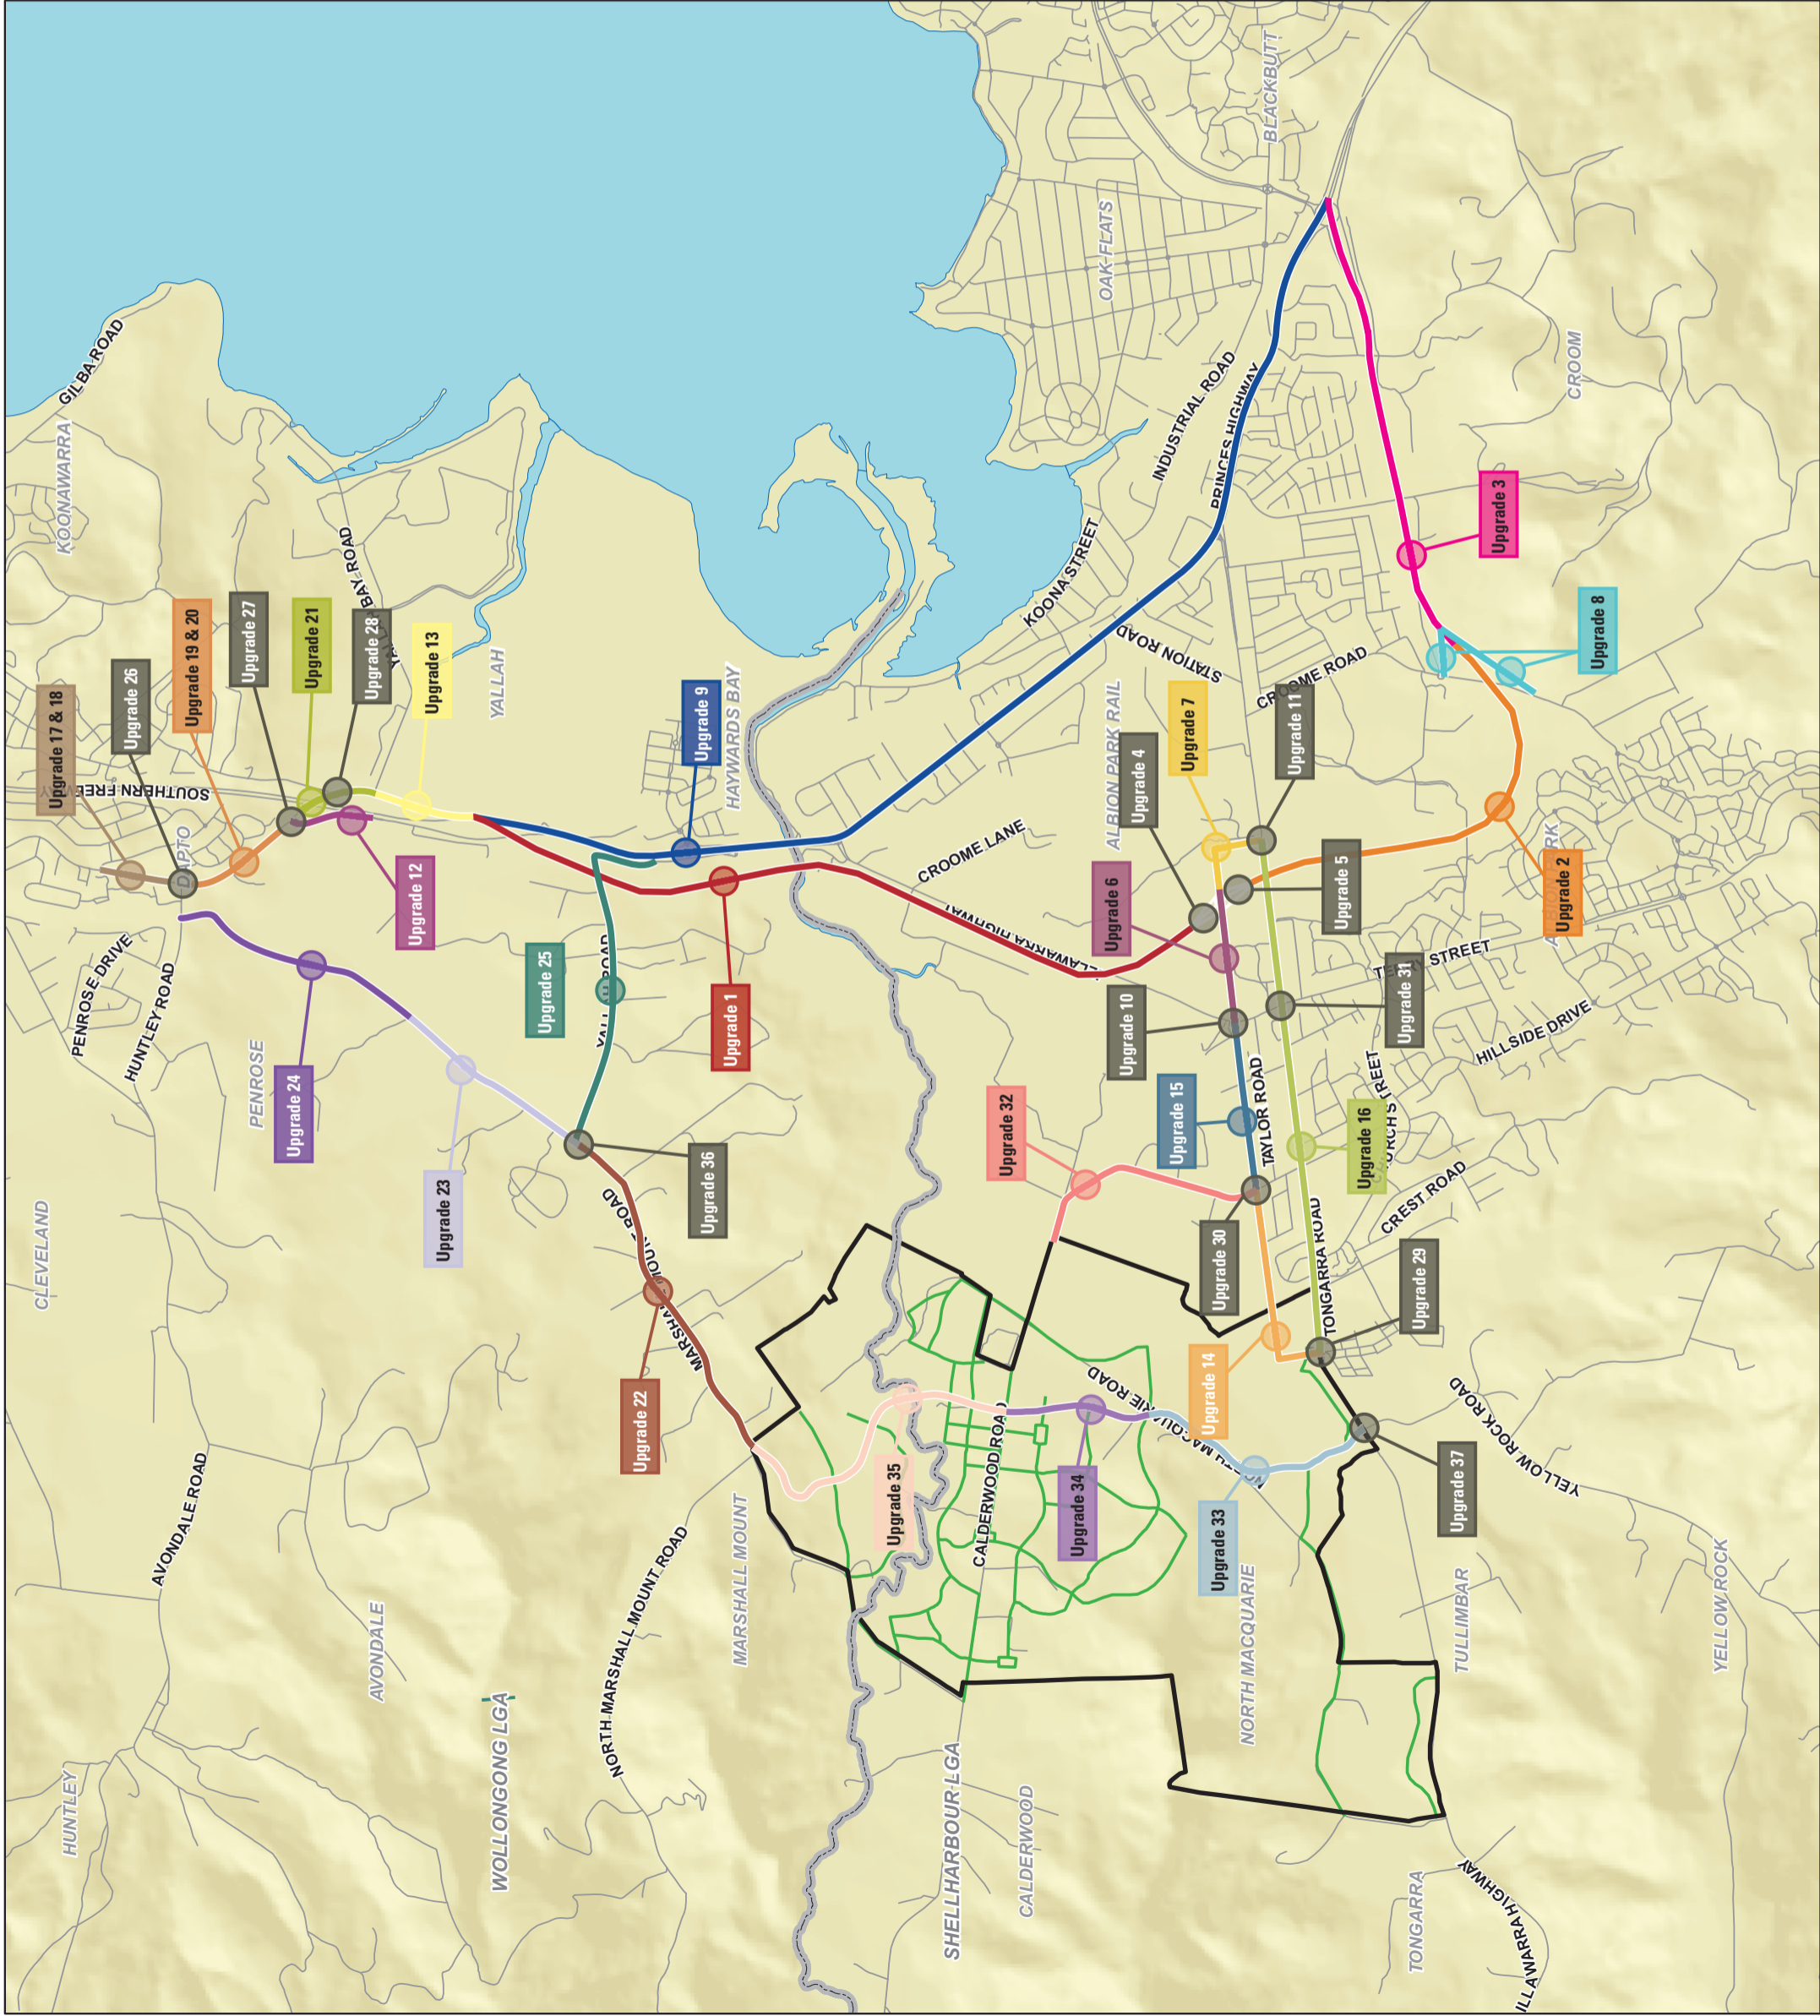 GILBA ROAD
KOONAWARRA
Upgrade 17 & 18
Upgrade 26
Upgrade 19 & 20
Upgrade 27
Upgrade 21
Upgrade 28
Upgrade 13
SOUTHERN
DAPTO
YALLAH
Upgrade 12
PENROSE DRIVE
HUNTLEY ROAD
PENROSE
Upgrade 24
Upgrade 23
Upgrade 25
Upgrade 9
HAYWARDS BAY
Upgrade 1
Upgrade 36
Upgrade 22
CLEVELAND
AVONDALE ROAD
AVONDALE
HUNTLEY
WOLLONGONG LGA
NORTH MARSHALL MOUNT ROAD
MARSHALL MOUNT
BLACKBUTT
OAK FLATS
INDUSTRIAL ROAD
PRINCES HIGHWAY
KOONA STREET
STATION ROAD
CROOM
Upgrade 3
Upgrade 8
CROOME ROAD
ALBION PARK RAIL
Upgrade 7
Upgrade 4
Upgrade 11
CROOME LANE
Upgrade 6
Upgrade 5
Upgrade 2
STREET
Upgrade 10
Upgrade 31
HILLSIDE DRIVE
Upgrade 32
Upgrade 15
TAYLOR ROAD
Upgrade 16
CREST ROAD
Upgrade 30
TONGARRA ROAD
Upgrade 29
Upgrade 14
YELLOW ROCK ROAD
Upgrade 37
Upgrade 35
CALDERWOOD ROAD
Upgrade 34
Upgrade 33
NORTH MACQUARIE
TULLIMBAR
YELLOW ROCK
SHELLHARBOUR LGA
CALDERWOOD
TONGARRA
ILLAWARRA HIGHWAY